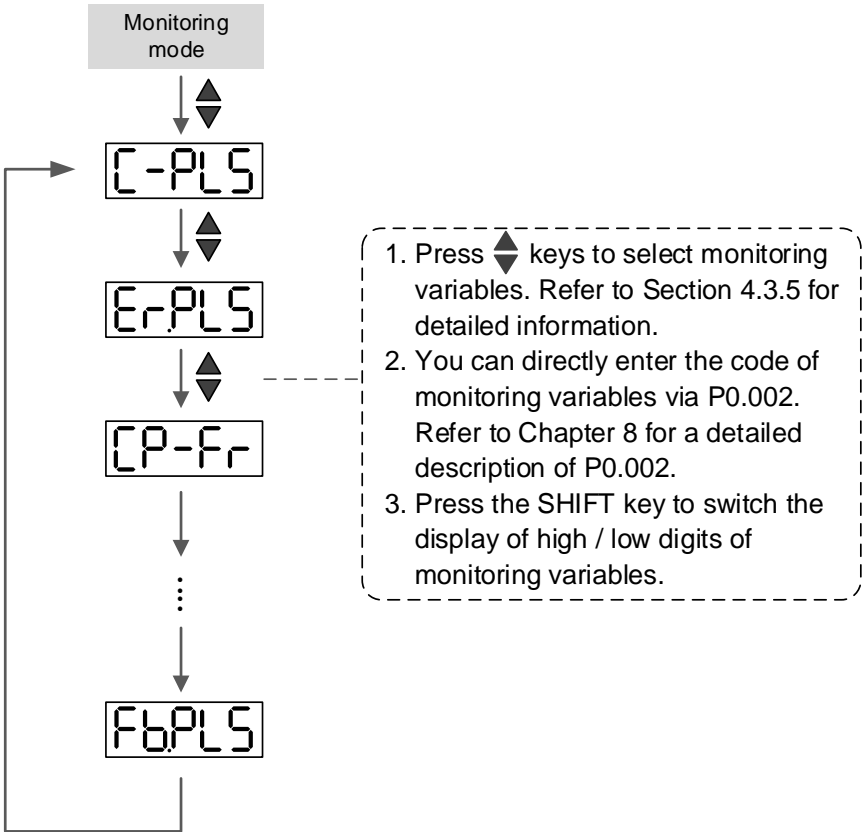 Monitoring
mode
C-PLS
Er.PLS
1. Press keys to select monitoring
variables. Refer to Section 4.3.5 for
detailed information.
2. You can directly enter the code of
monitoring variables via P0.002.
Refer to Chapter 8 for a detailed
description of P0.002.
3. Press the SHIFT key to switch the
display of high / low digits of
monitoring variables.
CP-Fr
Fb.PLS